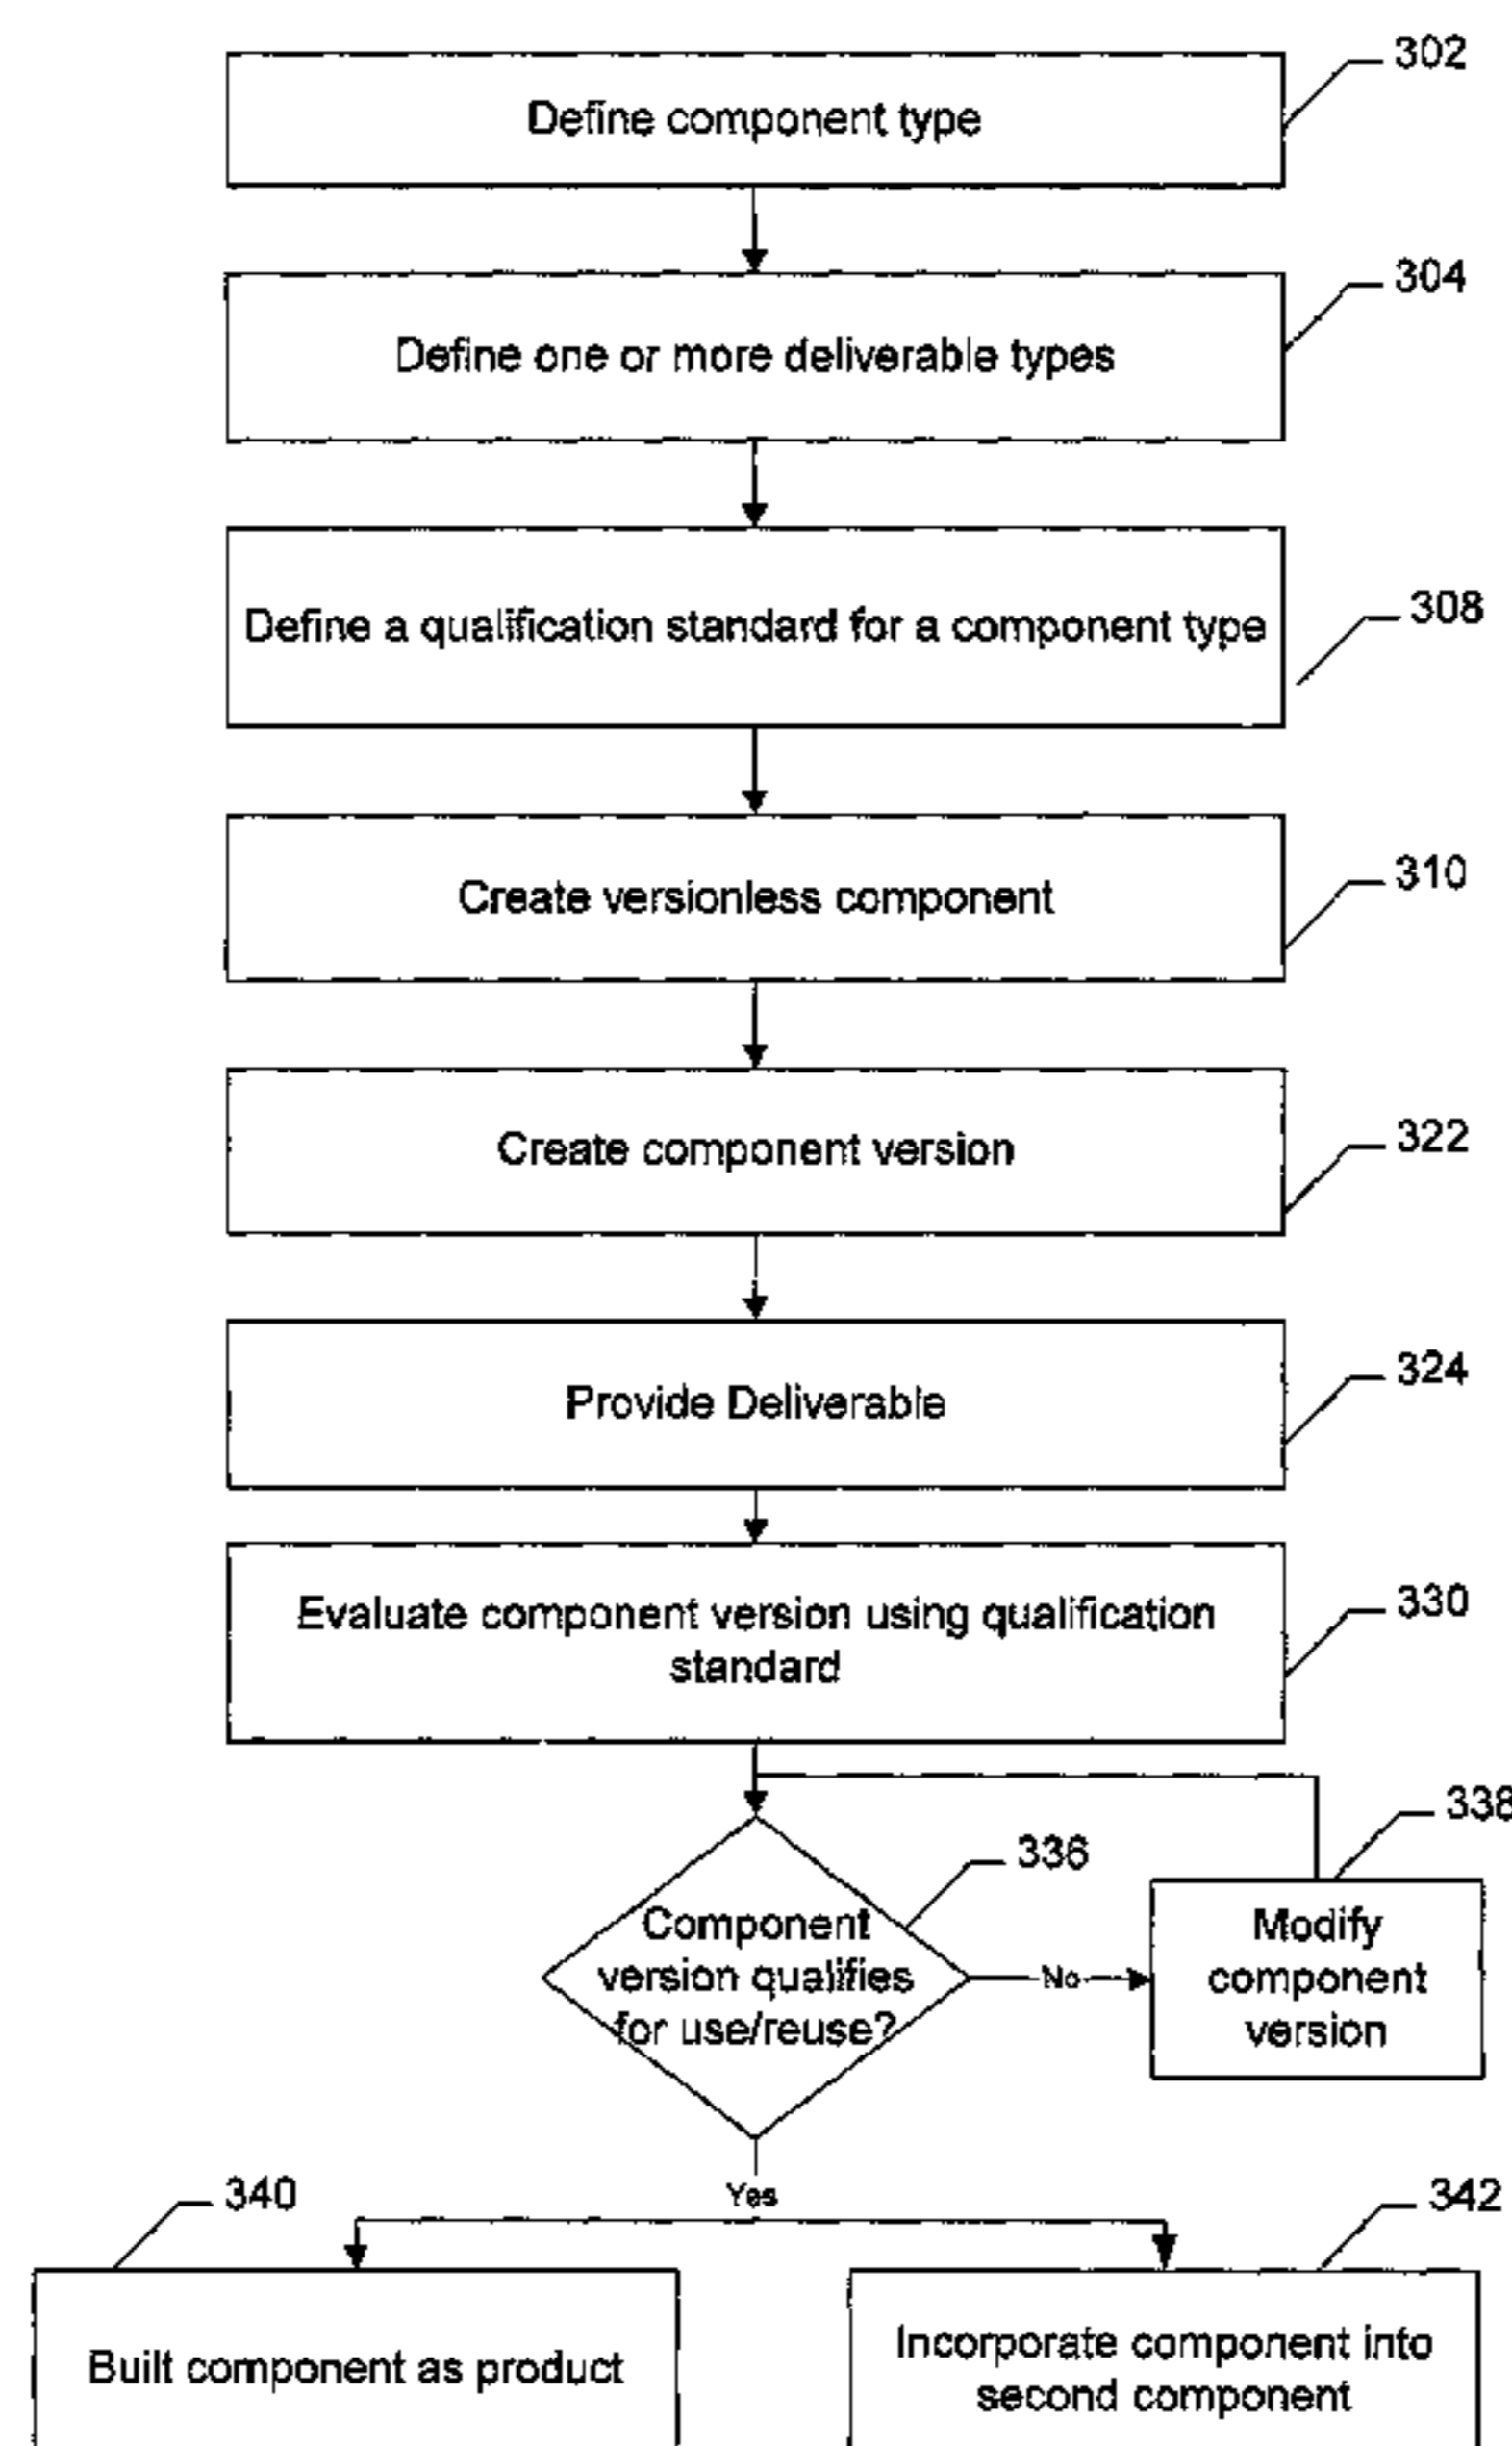 302
Define component type
304
Define one or more deliverable types
308
Define a qualification standard for a component type
310
Create versionless component
322
Create component version
324
Provide Deliverable
330
Evaluate component version using qualification
standard
338
336
Component
version qualifies
for use/reuse?
No
Modify
component
version
Yes
340
342
Built component as product
Incorporate component into
second component